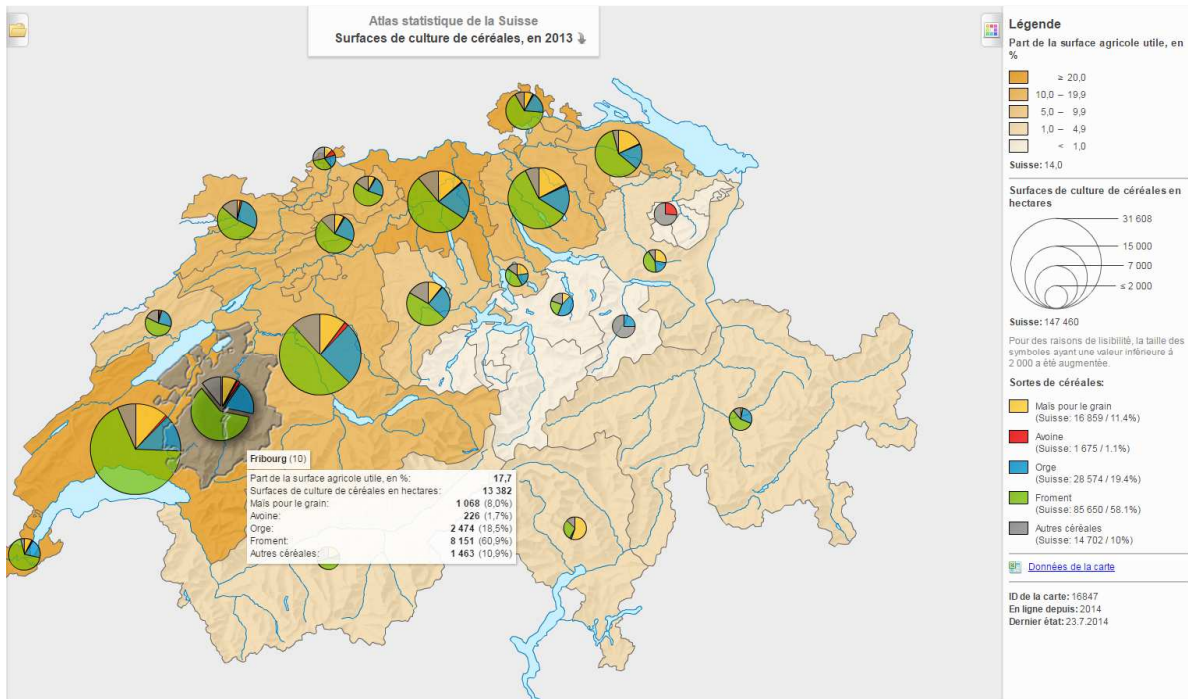 Atlas statistique de la Suisse
Surfaces de culture de céréales, en 2013
Légende
Part de la surface agricole utile, en
%
≥ 20,0
10,0 – 19,9
5,0 – 9,9
1,0 – 4,9
< 1,0
Suisse: 14,0
Surfaces de culture de céréales en
hectares
31 608
15 000
7 000
≤ 2 000
Suisse: 147 460
Pour des raisons de lisibilité, la taille des
symboles ayant une valeur inférieure à
2 000 a été augmentée.
Sortes de céréales:
Maïs pour le grain
(Suisse: 16 859 / 11.4%)
Avoine
(Suisse: 1 675 / 1.1%)
Orge
(Suisse: 28 574 / 19.4%)
Froment
(Suisse: 85 650 / 58.1%)
Autres céréales
(Suisse: 14 702 / 10%)
Données de la carte
ID de la carte: 16847
En ligne depuis: 2014
Dernier état: 23.7.2014
Fribourg (10)
Part de la surface agricole utile, en %: 17,7
Surfaces de culture de céréales en hectares: 13 382
Maïs pour le grain: 1 068 (8,0%)
Avoine: 226 (1,7%)
Orge: 2 474 (18,5%)
Froment: 8 151 (60,9%)
Autres céréales: 1 463 (10,9%)